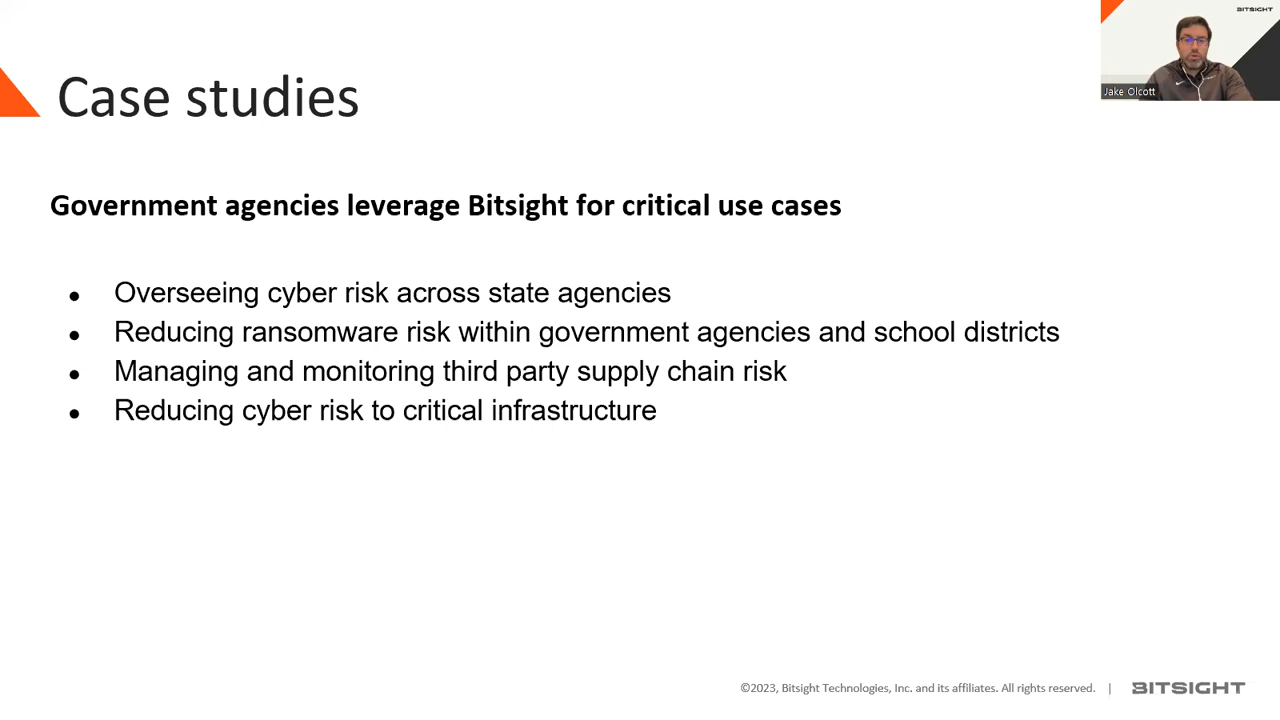 BITSIGHT
Jake Olcott
Case studies
Government agencies leverage Bitsight for critical use cases
● Overseeing cyber risk across state agencies
● Reducing ransomware risk within government agencies and school districts
● Managing and monitoring third party supply chain risk
● Reducing cyber risk to critical infrastructure
©2023, Bitsight Technologies, Inc. and its affiliates. All rights reserved. | BITSIGHT